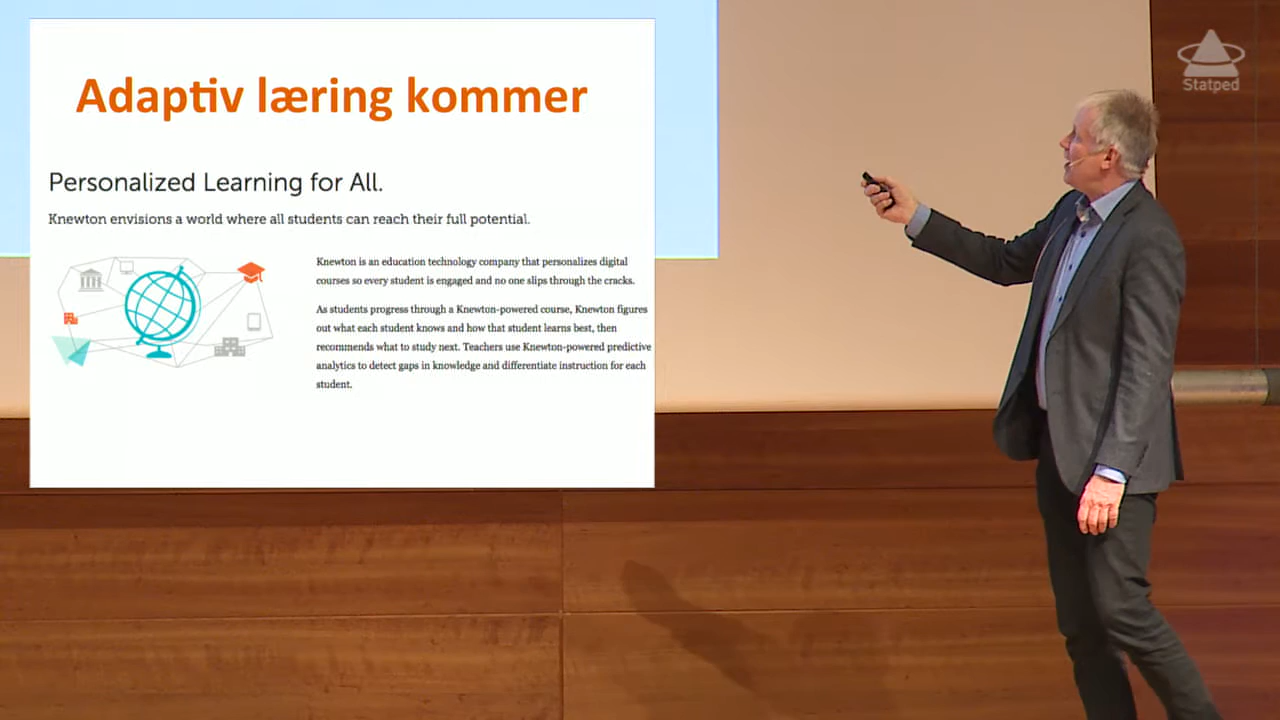 Adaptiv læring kommer
Personalized Learning for All.
Knewton envisions a world where all students can reach their full potential.
Knewton is an education technology company that personalizes digital
courses so every student is engaged and no one slips through the cracks.
As students progress through a Knewton-powered course, Knewton figures
out what each student knows and how that student learns best, then
recommends what to study next. Teachers use Knewton-powered predictive
analytics to detect gaps in knowledge and differentiate instruction for each
student.
Statped